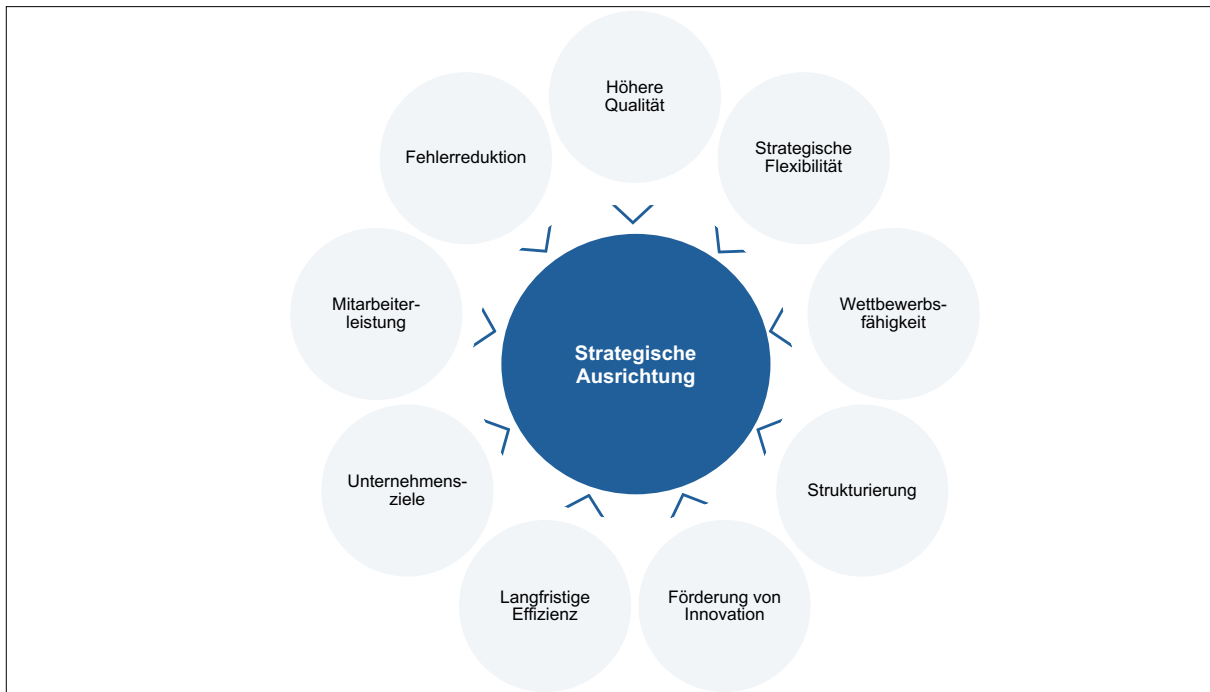 Höhere
Qualität
Strategische
Flexibilität
Wettbewerbs-
fähigkeit
Strukturierung
Förderung von
Innovation
Langfristige
Effizienz
Unternehmens-
ziele
Mitarbeiter-
leistung
Fehlerreduktion
Strategische
Ausrichtung